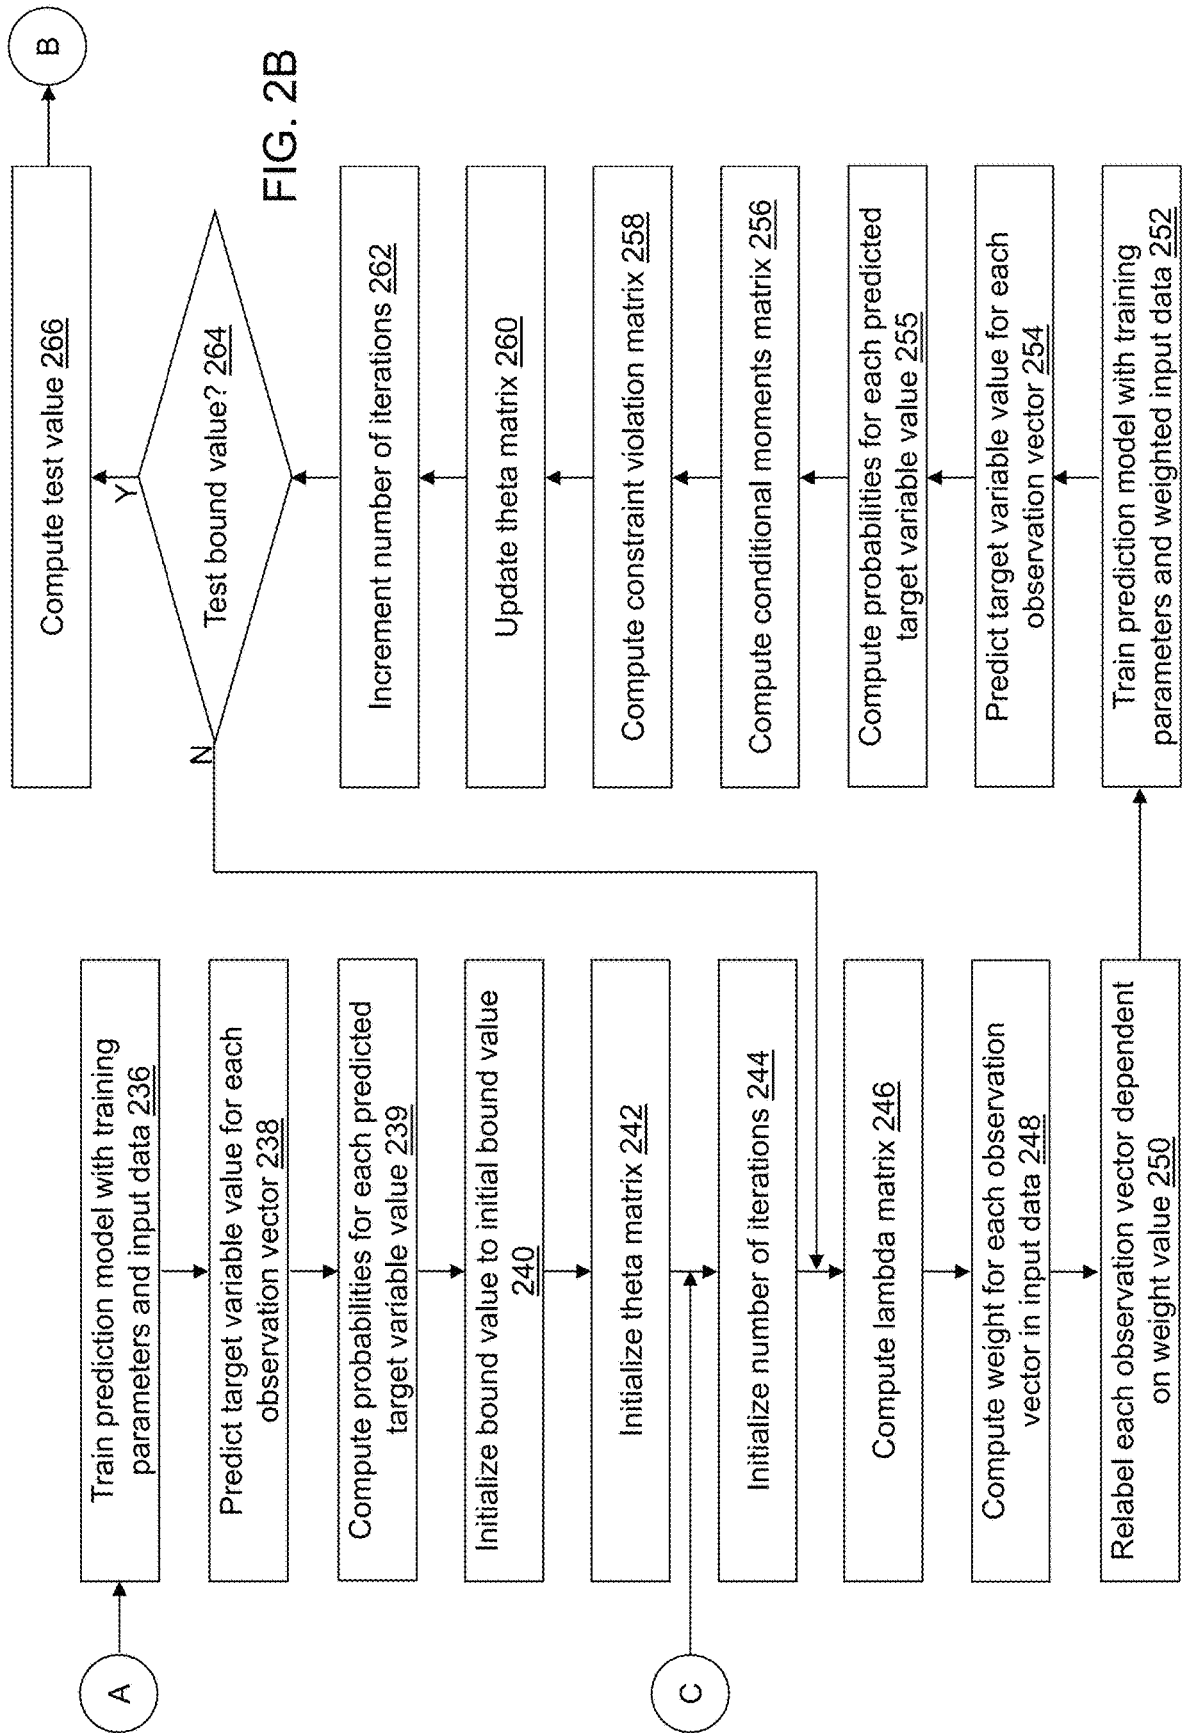 A
Train prediction model with training
parameters and input data 236
Predict target variable value for each
observation vector 238
Compute probabilities for each predicted
target variable value 239
Initialize bound value to initial bound value
240
Initialize theta matrix 242
C
Initialize number of iterations 244
Compute lambda matrix 246
Compute weight for each observation
vector in input data 248
Relabel each observation vector dependent
on weight value 250
Train prediction model with training
parameters and weighted input data 252
Predict target variable value for each
observation vector 254
Compute probabilities for each predicted
target variable value 255
Compute conditional moments matrix 256
Compute constraint violation matrix 258
Update theta matrix 260
Increment number of iterations 262
Test bound value? 264
N
Y
Compute test value 266
B
FIG. 2B